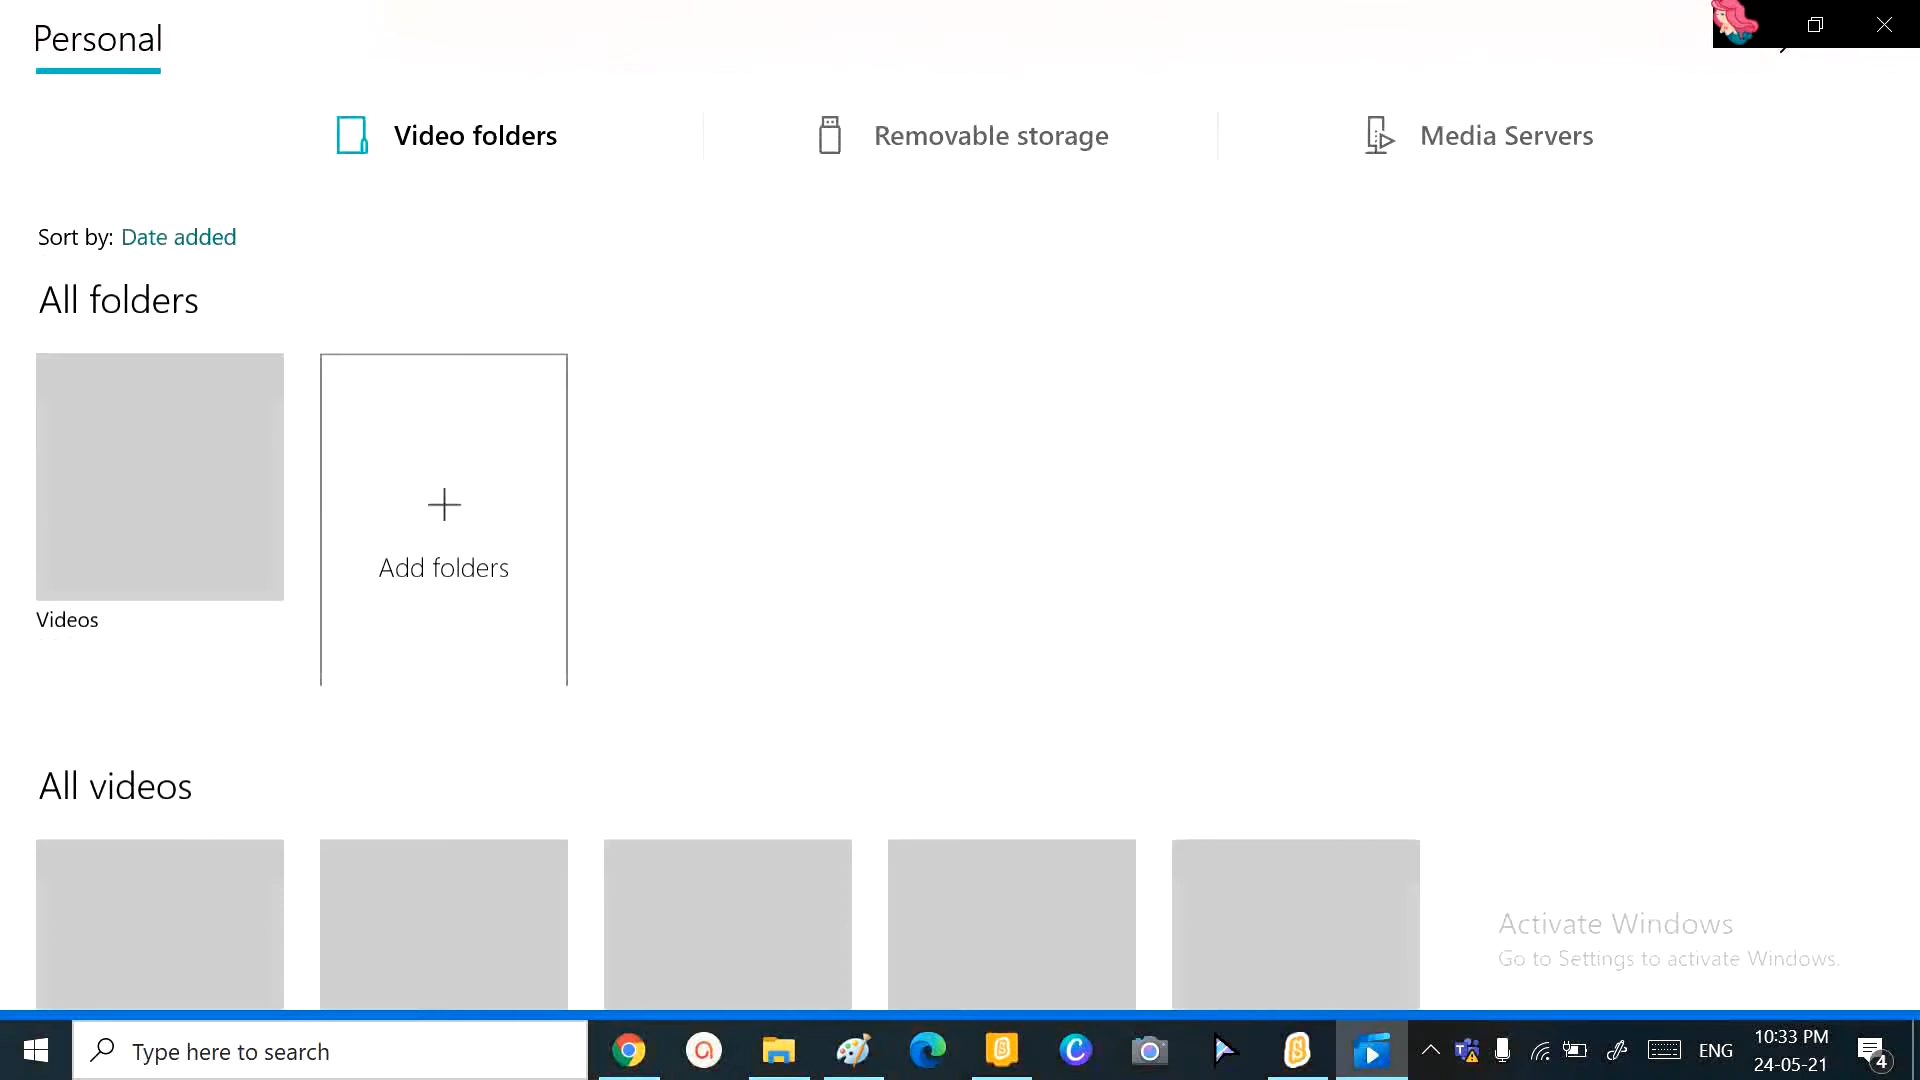 Personal
Video folders
Removable storage
Media Servers
Sort by: Date added
All folders
Add folders
Videos
All videos
Activate Windows
Go to Settings to activate Windows.
Type here to search
ENG
10:33 PM
24-05-21
4